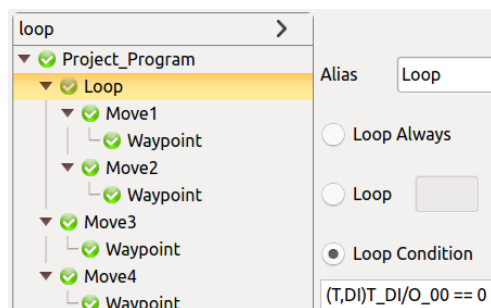 loop
Project_Program
Loop
Move1
Waypoint
Move2
Waypoint
Move3
Waypoint
Move4
Waypoint
Alias Loop
Loop Always
Loop
Loop Condition
(T,DI)T_DI/O_00 == 0